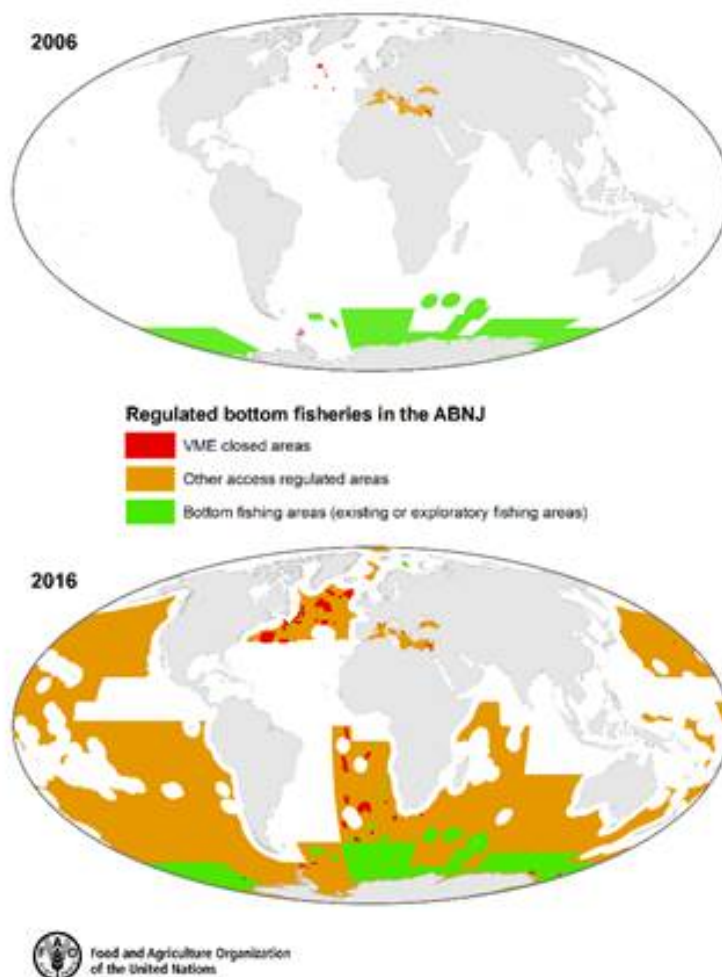 2006
Regulated bottom fisheries in the ABNJ
VME closed areas
Other access regulated areas
Bottom fishing areas (existing or exploratory fishing areas)
2016
F A O
Food and Agriculture Organization
of the United Nations